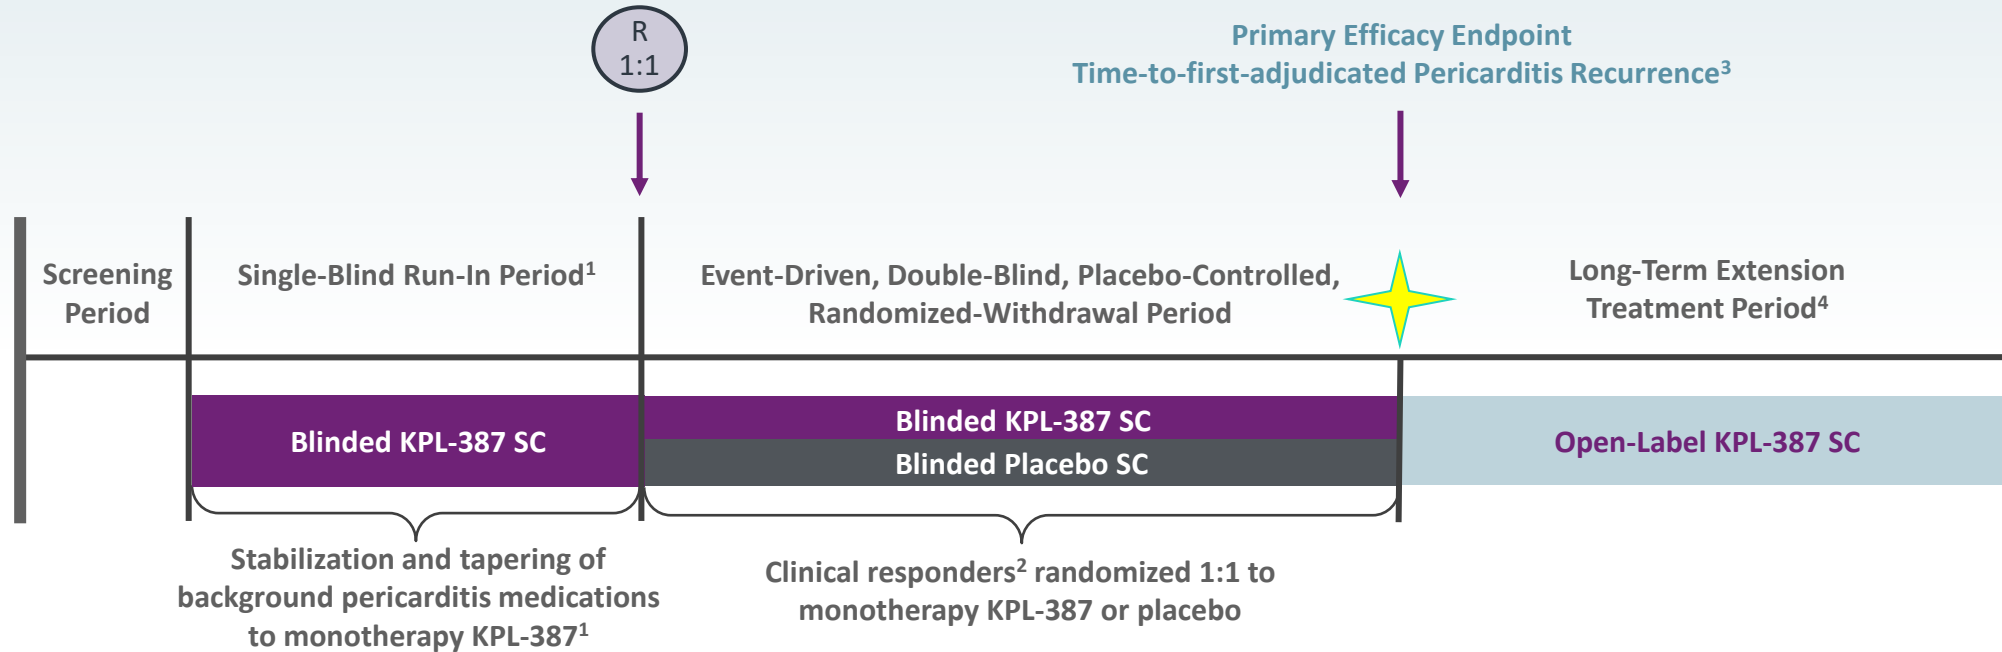 R
1:1
Primary Efficacy Endpoint
Time-to-first-adjudicated Pericarditis Recurrence³
Screening
Period
Single-Blind Run-In Period¹
Event-Driven, Double-Blind, Placebo-Controlled,
Randomized-Withdrawal Period
Long-Term Extension
Treatment Period⁴
Blinded KPL-387 SC
Blinded KPL-387 SC
Blinded Placebo SC
Open-Label KPL-387 SC
Stabilization and tapering of
background pericarditis medications
to monotherapy KPL-387¹
Clinical responders² randomized 1:1 to
monotherapy KPL-387 or placebo